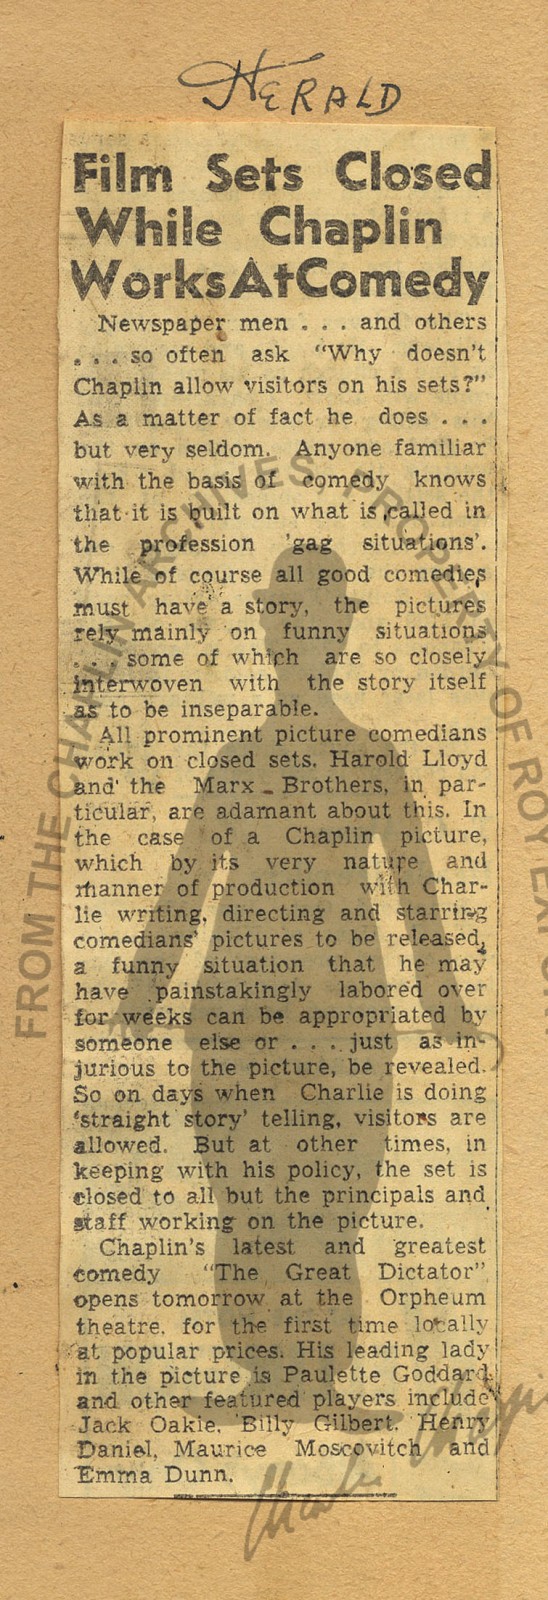 HERALD
Film Sets Closed
While Chaplin
WorksAtComedy
Newspaper men . . . and others
. . . so often ask "Why doesn't
Chaplin allow visitors on his sets?"
As a matter of fact he does . . .
but very seldom. Anyone familiar
with the basis of comedy knows
that it is built on what is called in
the profession 'gag situations'.
While of course all good comedies
must have a story, the pictures
rely mainly on funny situations
. . . some of which are so closely
interwoven with the story itself
as to be inseparable.
All prominent picture comedians
work on closed sets. Harold Lloyd
and the Marx Brothers, in par-
ticular, are adamant about this. In
the case of a Chaplin picture,
which by its very nature and
manner of production with Char-
lie writing, directing and starring
comedians' pictures to be released,
a funny situation that he may
have painstakingly labored over
for weeks can be appropriated by
someone else or . . . just as in-
jurious to the picture, be revealed.
So on days when Charlie is doing
'straight story' telling, visitors are
allowed. But at other times, in
keeping with his policy, the set is
closed to all but the principals and
staff working on the picture.
Chaplin's latest and greatest
comedy "The Great Dictator"
opens tomorrow at the Orpheum
theatre. for the first time locally
at popular prices. His leading lady
in the picture is Paulette Goddard
and other featured players include
Jack Oakie, Billy Gilbert, Henry
Daniel, Maurice Moscovitch and
Emma Dunn.
FROM THE CHAPLIN ARCHIVES, PROPERTY OF ROY EXPORT
Charlie Chaplin